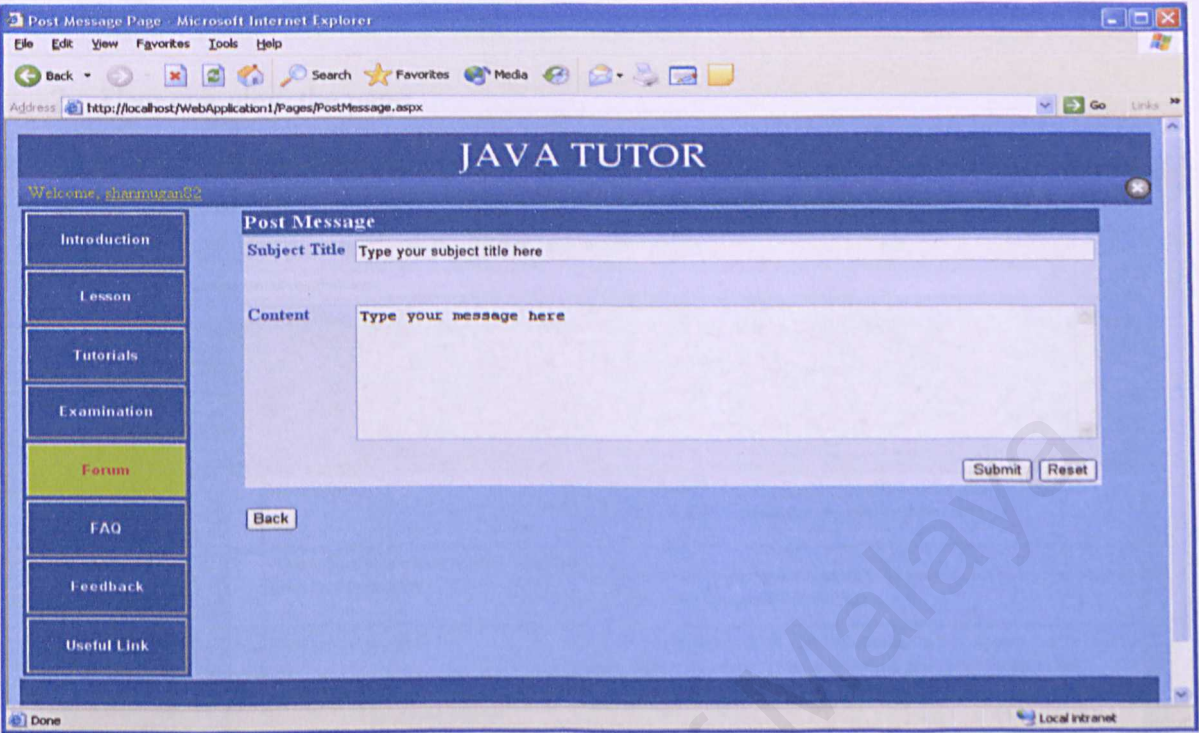 Post Message Page - Microsoft Internet Explorer
File Edit View Favorites Tools Help
Back Search Favorites Media
Address http://localhost/WebApplication1/Pages/PostMessage.aspx Go Links »
JAVA TUTOR
Welcome, shanmugan82
Introduction
Lesson
Tutorials
Examination
Forum
FAQ
Feedback
Useful Link
Post Message
Subject Title Type your subject title here
Content Type your message here
Submit Reset
Back
Malaya
Done Local intranet